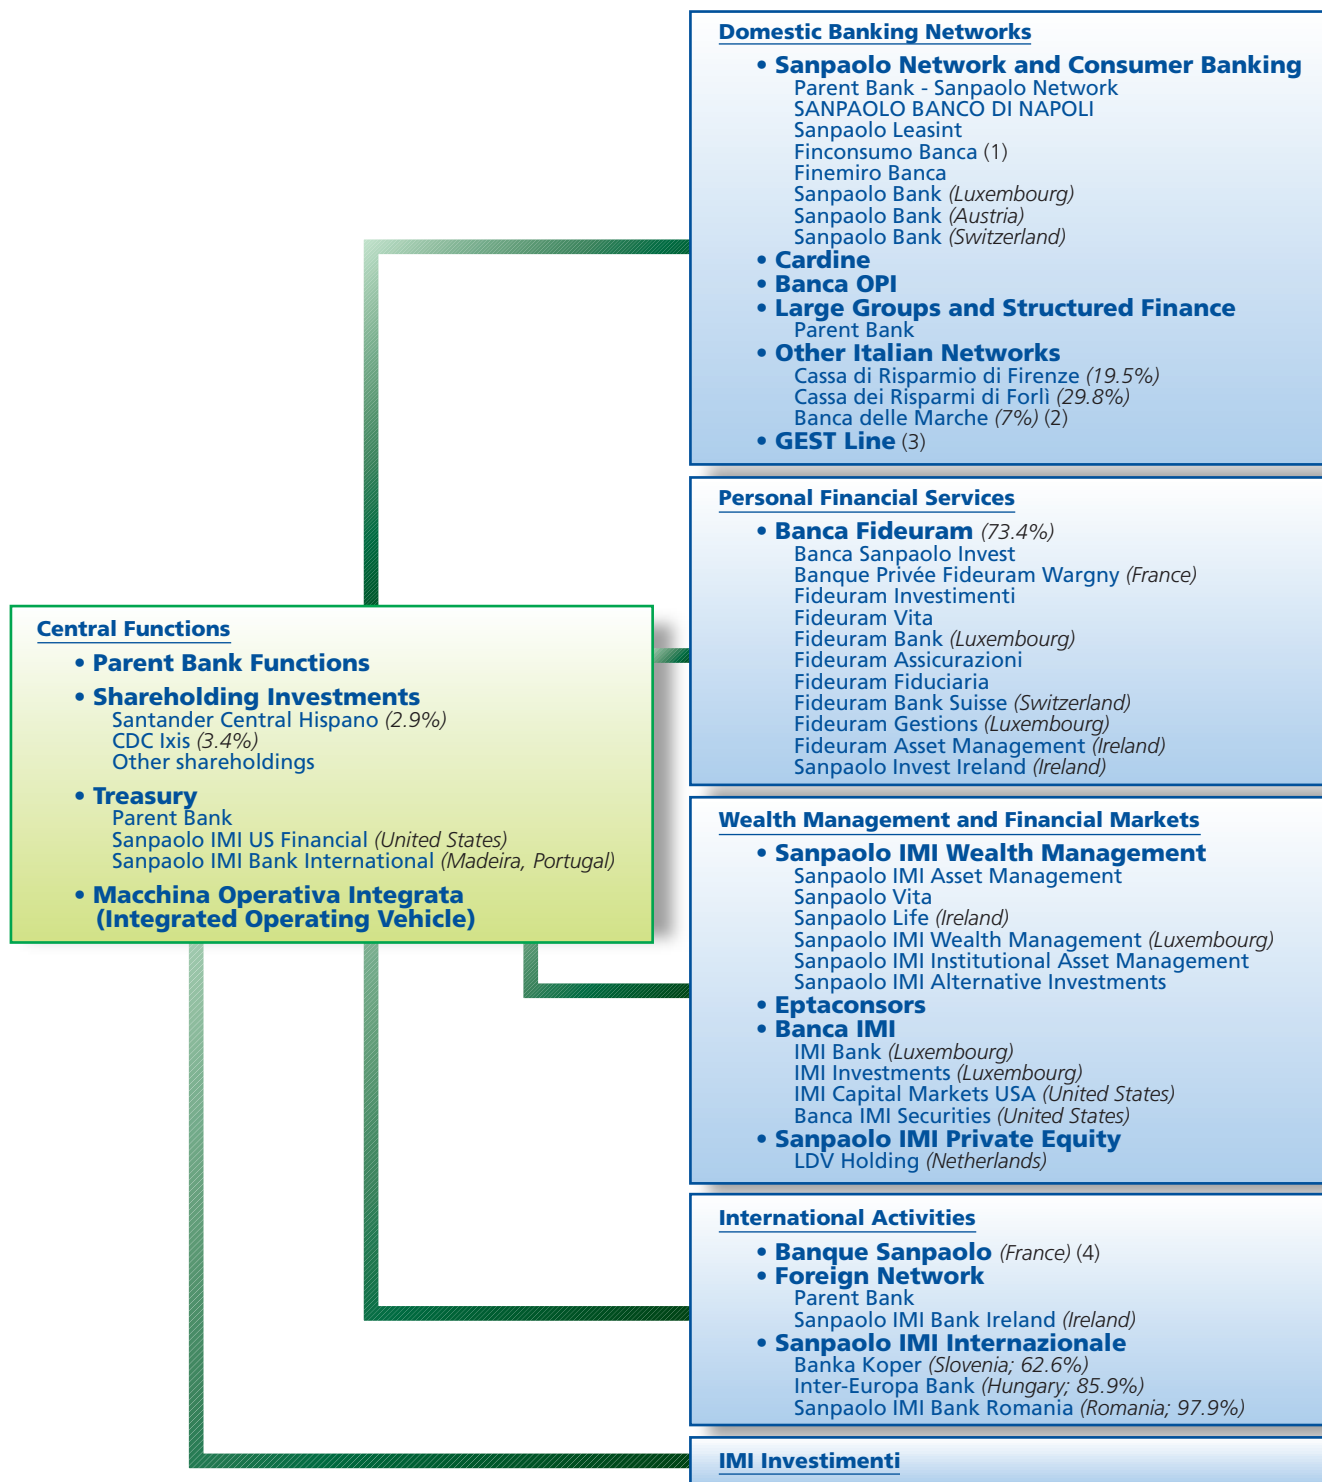 Domestic Banking Networks
• Sanpaolo Network and Consumer Banking
Parent Bank - Sanpaolo Network
SANPAOLO BANCO DI NAPOLI
Sanpaolo Leasint
Finconsumo Banca (1)
Finemiro Banca
Sanpaolo Bank (Luxembourg)
Sanpaolo Bank (Austria)
Sanpaolo Bank (Switzerland)
• Cardine
• Banca OPI
• Large Groups and Structured Finance
Parent Bank
• Other Italian Networks
Cassa di Risparmio di Firenze (19.5%)
Cassa dei Risparmi di Forlì (29.8%)
Banca delle Marche (7%) (2)
• GEST Line (3)
Personal Financial Services
• Banca Fideuram (73.4%)
Banca Sanpaolo Invest
Banque Privée Fideuram Wargny (France)
Fideuram Investimenti
Fideuram Vita
Fideuram Bank (Luxembourg)
Fideuram Assicurazioni
Fideuram Fiduciaria
Fideuram Bank Suisse (Switzerland)
Fideuram Gestions (Luxembourg)
Fideuram Asset Management (Ireland)
Sanpaolo Invest Ireland (Ireland)
Central Functions
• Parent Bank Functions
• Shareholding Investments
Santander Central Hispano (2.9%)
CDC Ixis (3.4%)
Other shareholdings
• Treasury
Parent Bank
Sanpaolo IMI US Financial (United States)
Sanpaolo IMI Bank International (Madeira, Portugal)
• Macchina Operativa Integrata
(Integrated Operating Vehicle)
Wealth Management and Financial Markets
• Sanpaolo IMI Wealth Management
Sanpaolo IMI Asset Management
Sanpaolo Vita
Sanpaolo Life (Ireland)
Sanpaolo IMI Wealth Management (Luxembourg)
Sanpaolo IMI Institutional Asset Management
Sanpaolo IMI Alternative Investments
• Eptaconsors
• Banca IMI
IMI Bank (Luxembourg)
IMI Investments (Luxembourg)
IMI Capital Markets USA (United States)
Banca IMI Securities (United States)
• Sanpaolo IMI Private Equity
LDV Holding (Netherlands)
International Activities
• Banque Sanpaolo (France) (4)
• Foreign Network
Parent Bank
Sanpaolo IMI Bank Ireland (Ireland)
• Sanpaolo IMI Internazionale
Banka Koper (Slovenia; 62.6%)
Inter-Europa Bank (Hungary; 85.9%)
Sanpaolo IMI Bank Romania (Romania; 97.9%)
IMI Investimenti